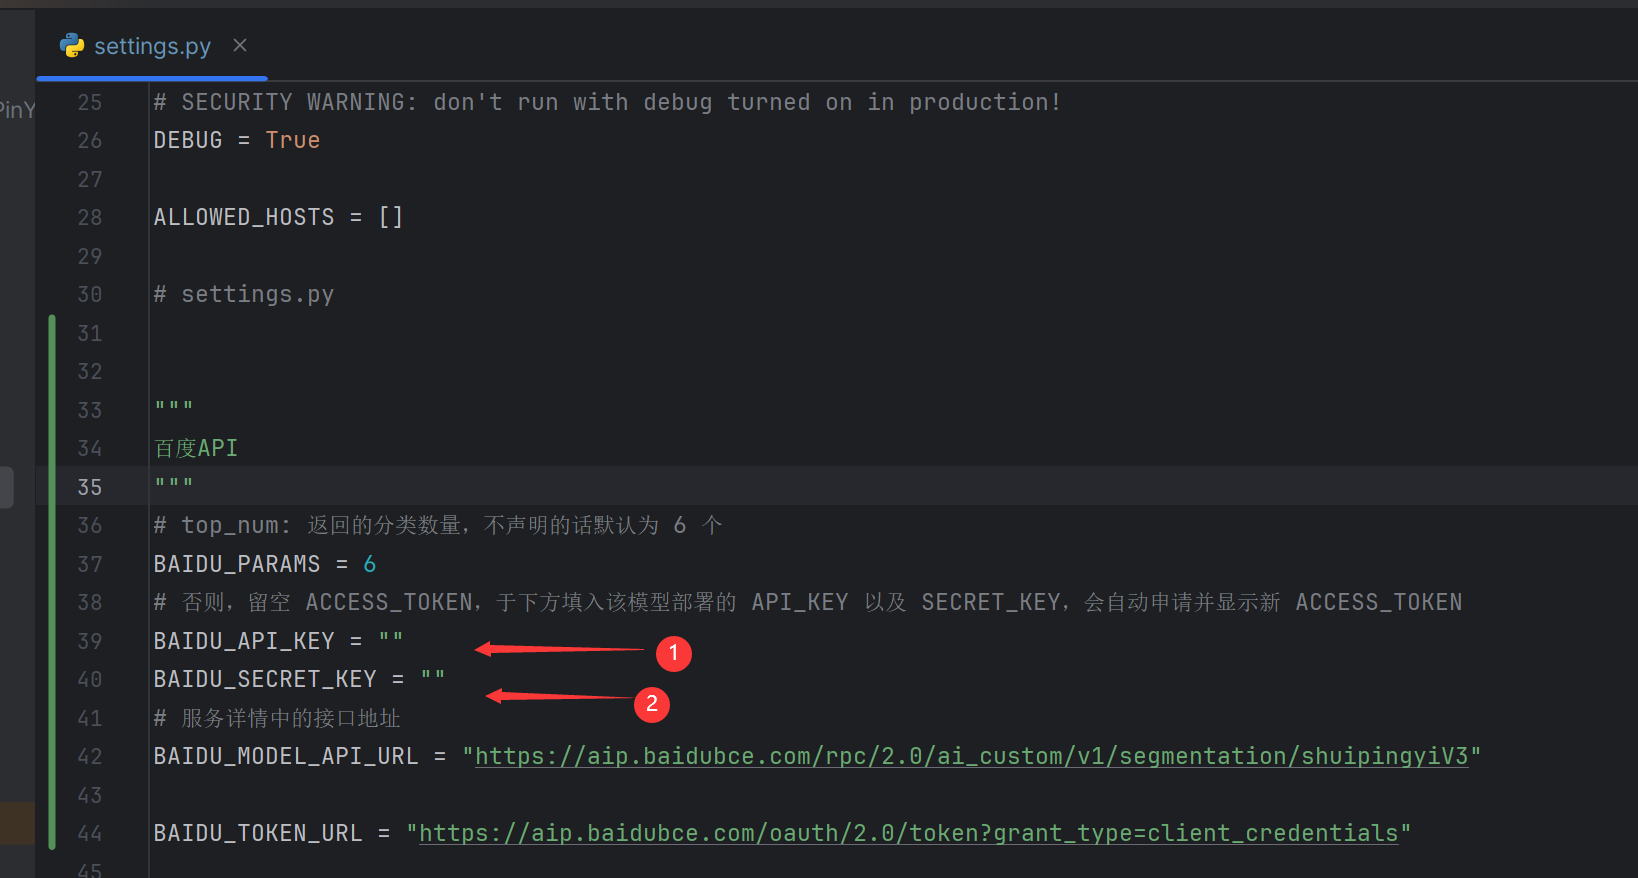 settings.py
PinY
25 # SECURITY WARNING: don't run with debug turned on in production!
26 DEBUG = True
27
28 ALLOWED_HOSTS = []
29
30 # settings.py
31
32
33 """
34 百度API
35 """
36 # top_num: 返回的分类数量，不声明的话默认为 6 个
37 BAIDU_PARAMS = 6
38 # 否则，留空 ACCESS_TOKEN，于下方填入该模型部署的 API_KEY 以及 SECRET_KEY，会自动申请并显示新 ACCESS_TOKEN
39 BAIDU_API_KEY = "" 1
40 BAIDU_SECRET_KEY = "" 2
41 # 服务详情中的接口地址
42 BAIDU_MODEL_API_URL = "https://aip.baidubce.com/rpc/2.0/ai_custom/v1/segmentation/shuipingyiV3"
43
44 BAIDU_TOKEN_URL = "https://aip.baidubce.com/oauth/2.0/token?grant_type=client_credentials"
45